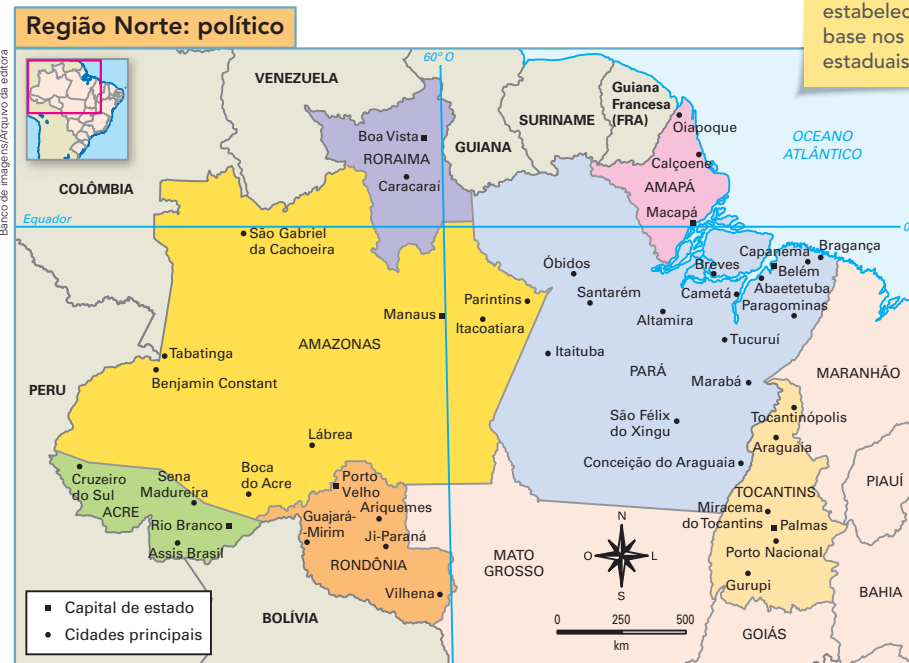 estabelec
base nos
estaduais
Região Norte: político
Banco de imagens/Arquivo da editora
60° O
VENEZUELA
Guiana
Francesa
(FRA)
SURINAME
GUIANA
Oiapoque
OCEANO
ATLÂNTICO
Boa Vista
RORAIMA
Caracaraí
Calçoene
AMAPÁ
Macapá
COLÔMBIA
Equador
0
São Gabriel
da Cachoeira
Óbidos
Breves
Capanema
Bragança
Belém
Abaetetuba
Santarém
Cametá
Paragominas
Parintins
Manaus
Itacoatiara
Altamira
AMAZONAS
Tucuruí
Itaituba
Tabatinga
Benjamin Constant
PARÁ
MARANHÃO
PERU
Marabá
São Félix
do Xingu
Tocantinópolis
Araguaia
Lábrea
Conceição do Araguaia
Cruzeiro
do Sul
Sena
Madureira
Boca
do Acre
Porto
Velho
PIAUÍ
ACRE
Rio Branco
Assis Brasil
Guajará-
-Mirim
Ariquemes
Ji-Paraná
RONDÔNIA
Vilhena
TOCANTINS
Miracema
do Tocantins
Palmas
Porto Nacional
Gurupi
N
O
L
S
MATO
GROSSO
BAHIA
GOIÁS
BOLÍVIA
Capital de estado
Cidades principais
0 250 500
km